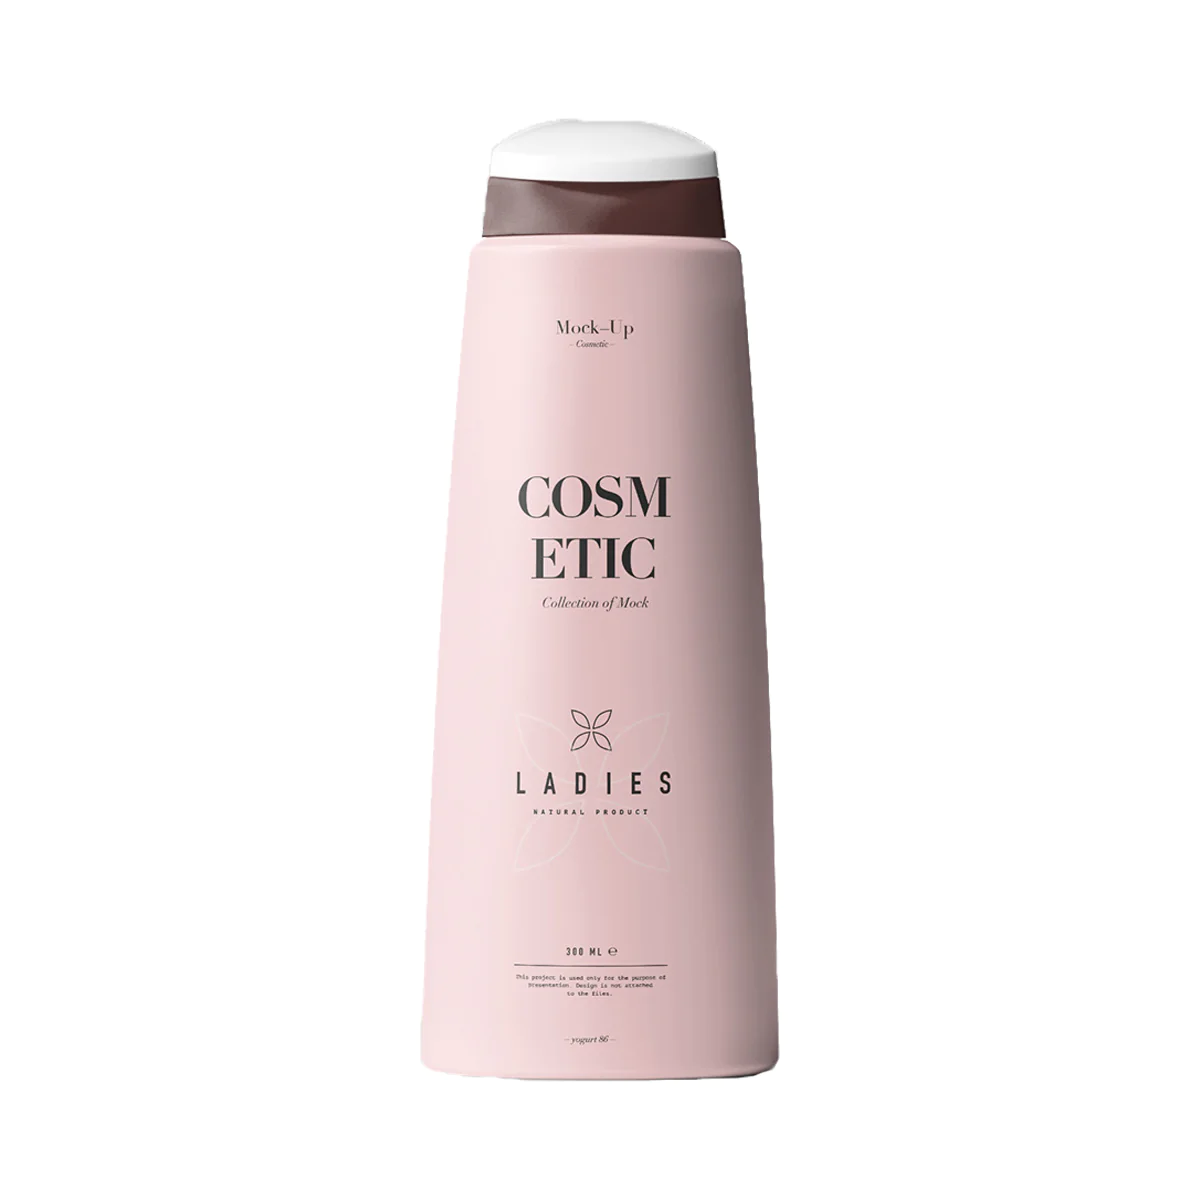 Mock-Up
- Cosmetic -
COSM
ETIC
Collection of Mock
LADIES
NATURAL PRODUCT
300 ML ℮
This project is used only for the purpose of
Presentation. Design is not attached
to the files.
- yogurt 86 -